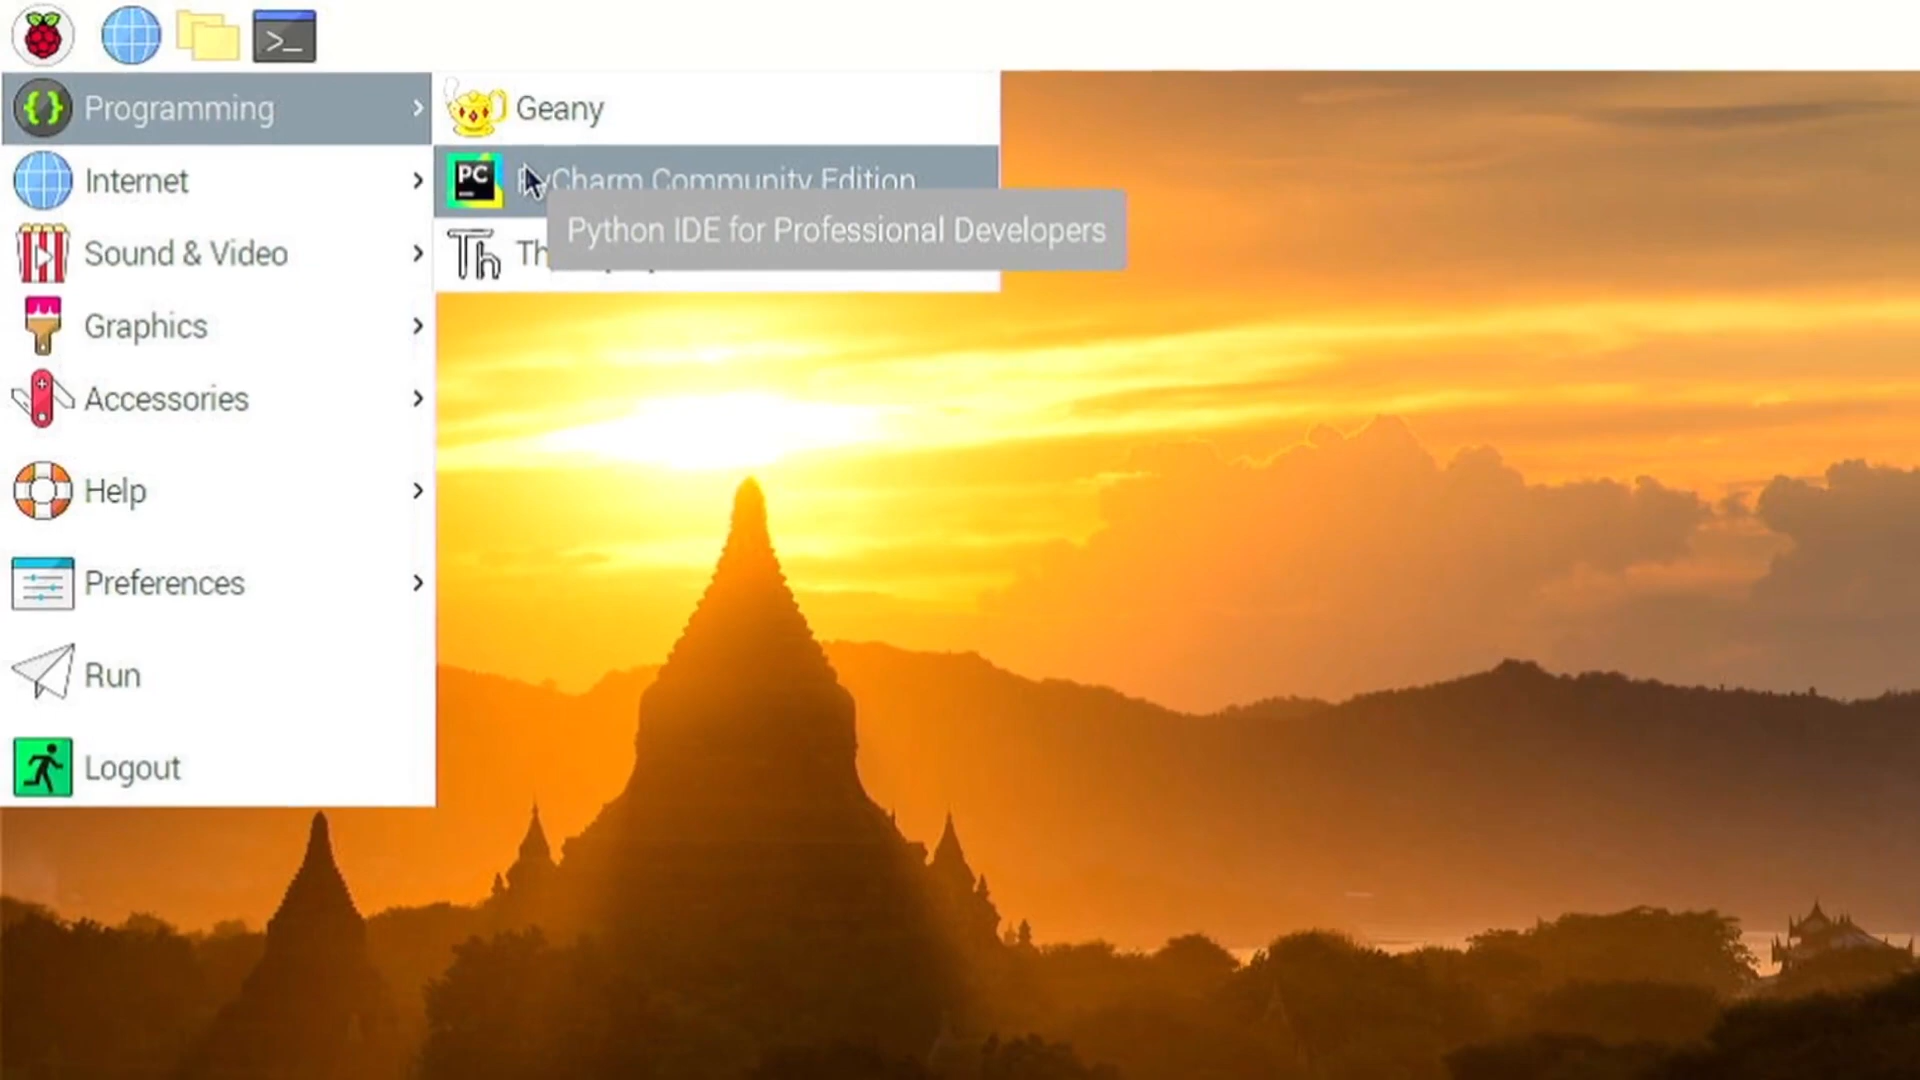 >_
Programming
Geany
Internet
PC
PyCharm Community Edition
Python IDE for Professional Developers
Sound & Video
Th
Graphics
Accessories
Help
Preferences
Run
Logout